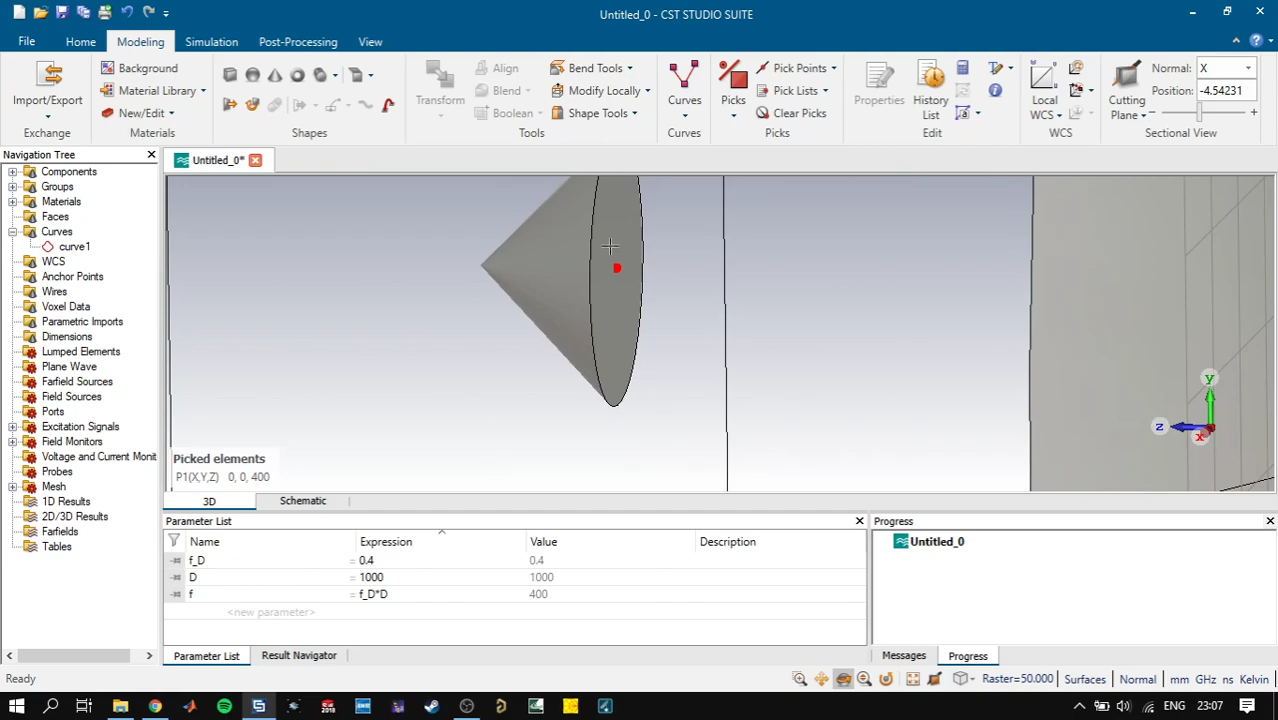 Untitled_0 - CST STUDIO SUITE
File Home Modeling Simulation Post-Processing View
Import/Export
Exchange
Background
Material Library
New/Edit
Materials
Shapes
Transform
Align
Blend
Boolean
Bend Tools
Modify Locally
Shape Tools
Tools
Curves
Curves
Picks
Pick Points
Pick Lists
Clear Picks
Picks
Properties
History List
Edit
Local WCS
WCS
Cutting Plane
Normal: X
Position: -4.54231
Sectional View
Navigation Tree
Components
Groups
Materials
Faces
Curves
curve1
WCS
Anchor Points
Wires
Voxel Data
Parametric Imports
Dimensions
Lumped Elements
Plane Wave
Farfield Sources
Field Sources
Ports
Excitation Signals
Field Monitors
Voltage and Current Monit
Probes
Mesh
1D Results
2D/3D Results
Farfields
Tables
Untitled_0*
y
z
x
Picked elements
P1(X,Y,Z) 0, 0, 400
3D Schematic
Parameter List
Name Expression Value Description
f_D = 0.4 0.4
D = 1000 1000
f = f_D*D 400
<new parameter>
Parameter List Result Navigator
Progress
Untitled_0
Messages Progress
Ready
Raster=50.000 Surfaces Normal mm GHz ns Kelvin
ENG 23:07